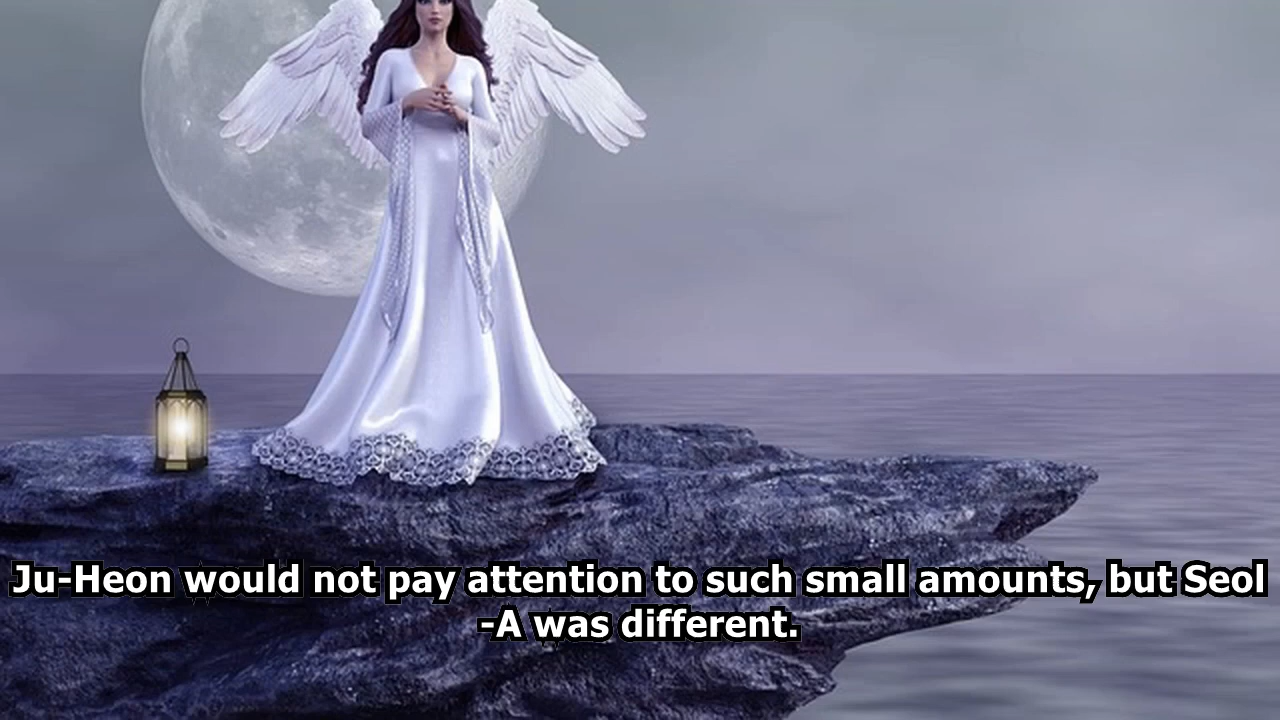 Ju-Heon would not pay attention to such small amounts, but Seol
-A was different.